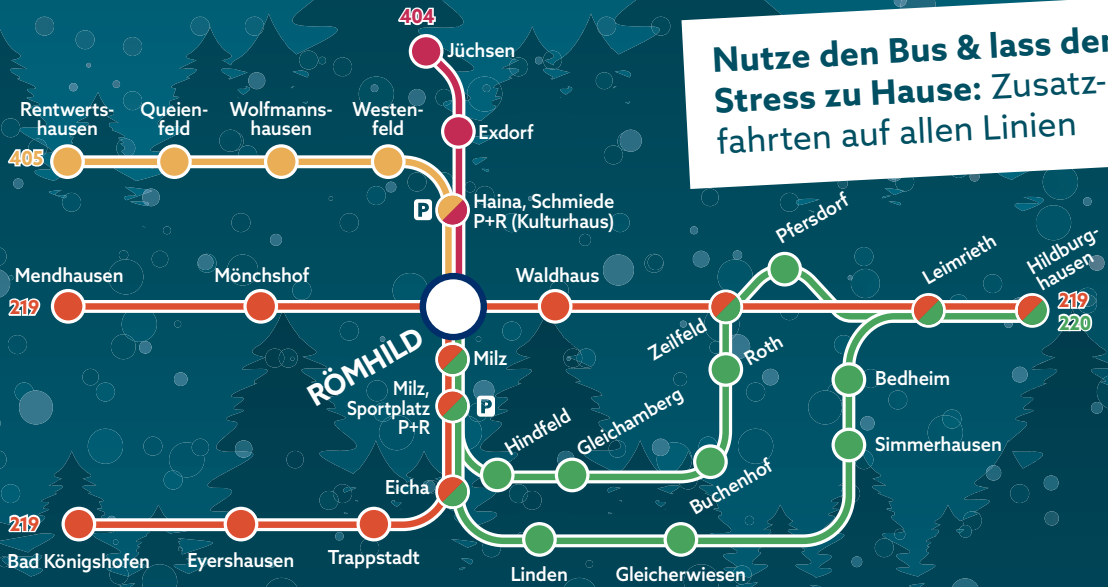 404
Jüchsen
Nutze den Bus & lass den
Stress zu Hause: Zusatz-
fahrten auf allen Linien
Rentwerts-
hausen
Queien-
feld
Wolfmanns-
hausen
Westen-
feld
Exdorf
405
P
Haina, Schmiede
P+R (Kulturhaus)
Pfersdorf
Leimrieth
Hildburg-
hausen
Mendhausen
Mönchshof
Waldhaus
219
219
220
Zeilfeld
RÖMHILD
Milz
Roth
Milz,
Sportplatz
P+R
P
Bedheim
Hindfeld
Gleichamberg
Simmerhausen
Eicha
Buchenhof
219
Bad Königshofen
Eyershausen
Trappstadt
Linden
Gleicherwiesen